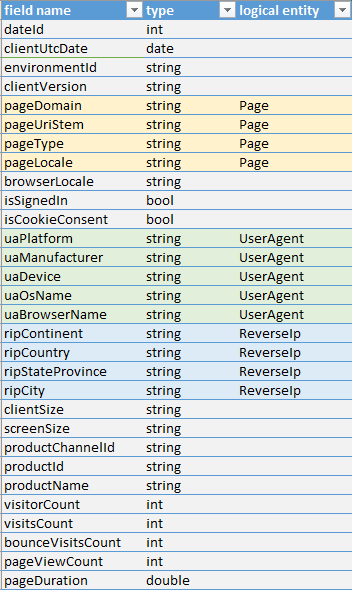 field name type logical entity
dateId int
clientUtcDate date
environmentId string
clientVersion string
pageDomain string Page
pageUriStem string Page
pageType string Page
pageLocale string Page
browserLocale string
isSignedIn bool
isCookieConsent bool
uaPlatform string UserAgent
uaManufacturer string UserAgent
uaDevice string UserAgent
uaOsName string UserAgent
uaBrowserName string UserAgent
ripContinent string ReverseIp
ripCountry string ReverseIp
ripStateProvince string ReverseIp
ripCity string ReverseIp
clientSize string
screenSize string
productChannelId string
productId string
productName string
visitorCount int
visitsCount int
bounceVisitsCount int
pageViewCount int
pageDuration double